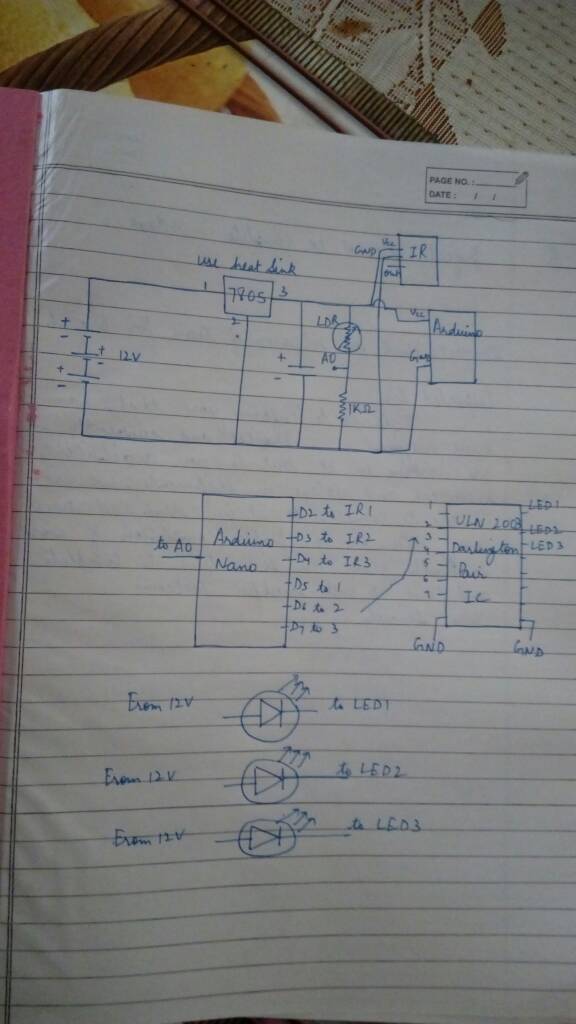 PAGE NO.:
DATE: / /
GND Vcc IR
out
use heat sink
1 7805 3
2
LDR
Vcc Arduino
A0
Gnd
+ - + - + - 12V
+ -
1KΩ
to A0
Arduino
Nano
D2 to IR1
D3 to IR2
D4 to IR3
D5 to 1
D6 to 2
D7 to 3
1
2
3
4
5
6
7
ULN 2003
Darlington
Pair
IC
LED1
LED2
LED3
GND GND
From 12V to LED1
From 12V to LED2
From 12V to LED3